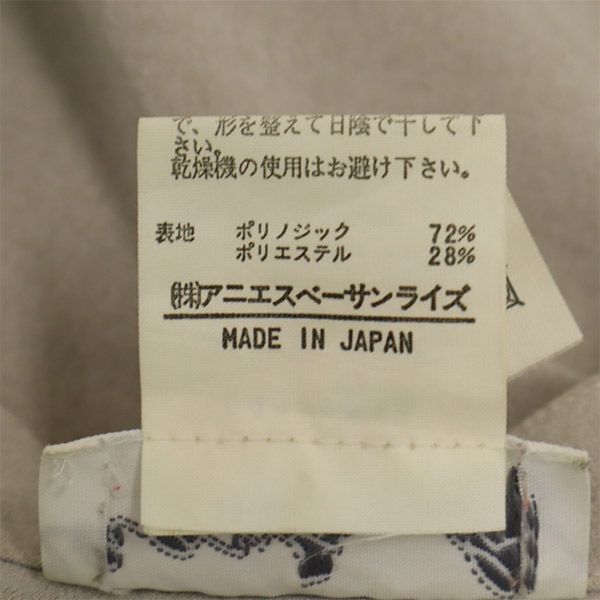 で、形を整えて日陰で干して下
さい。
乾燥機の使用はお避け下さい。
表地 ポリノジック 72%
ポリエステル 28%
(株)アニエスベーサンライズ
MADE IN JAPAN